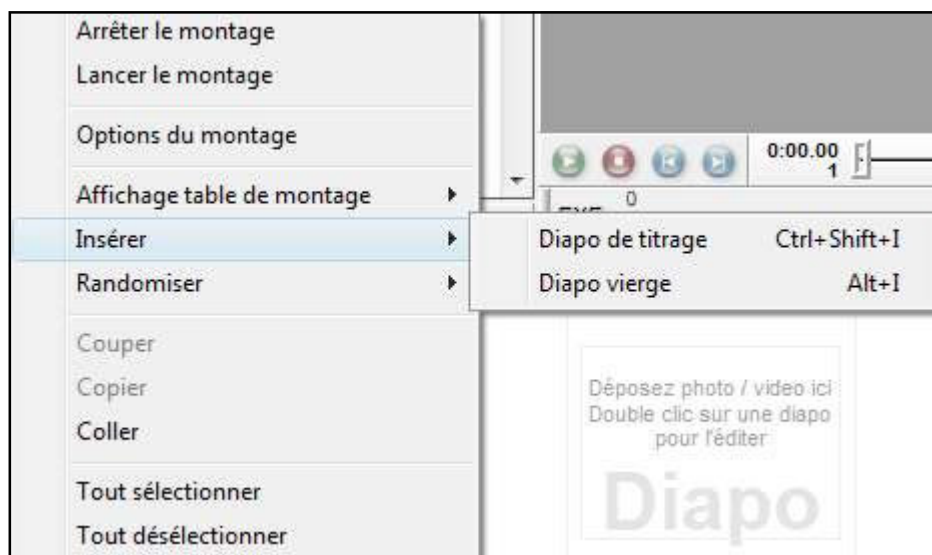 Arrêter le montage
Lancer le montage
Options du montage
Affichage table de montage
Insérer
Randomiser
Couper
Copier
Coller
Tout sélectionner
Tout désélectionner
0:00.00
1
0
Diapo de titrage Ctrl+Shift+I
Diapo vierge Alt+I
Déposez photo / video ici
Double clic sur une diapo
pour l'éditer
Diapo